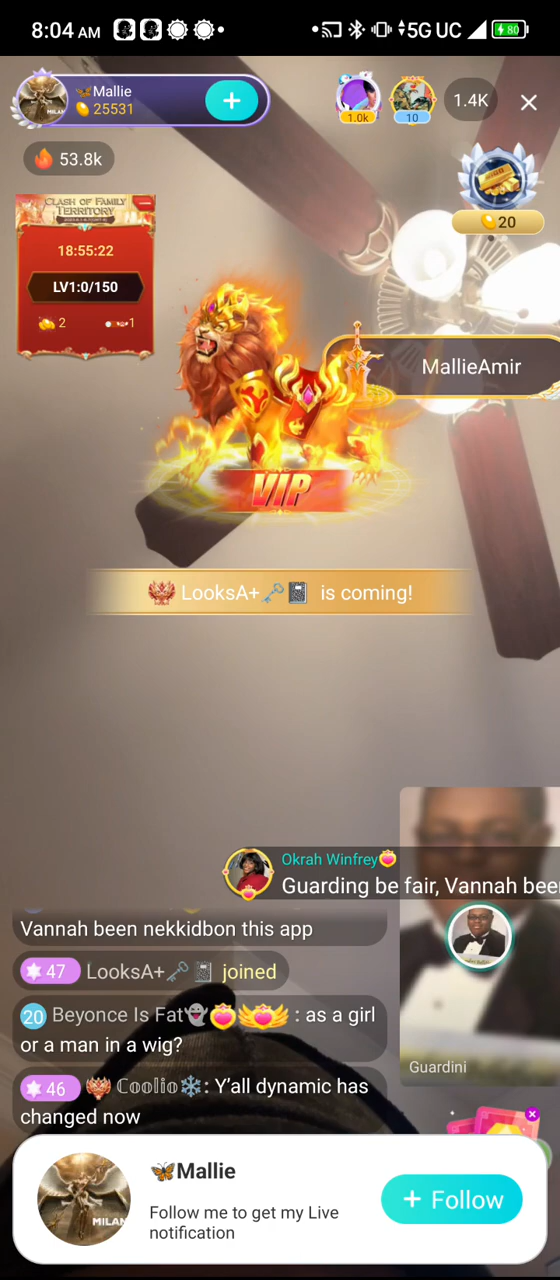 8:04 AM
5G UC
80
🦋Mallie
25531
1.0k
10
1.4K
53.8k
CLASH OF FAMILY
TERRITORY
18:55:22
LV1:0/150
2
1
20
MallieAmir
VIP
LooksA+🗝️📓 is coming!
Okrah Winfrey
Guarding be fair, Vannah bee
Vannah been nekkidbon this app
47 LooksA+🗝️📓 joined
20 Beyonce Is Fat👻 : as a girl
or a man in a wig?
46 ℂ𝕠𝕠𝕝𝕚𝕠❄️: Y'all dynamic has
changed now
Guardini
🦋Mallie
MILAN
Follow me to get my Live
notification
+ Follow